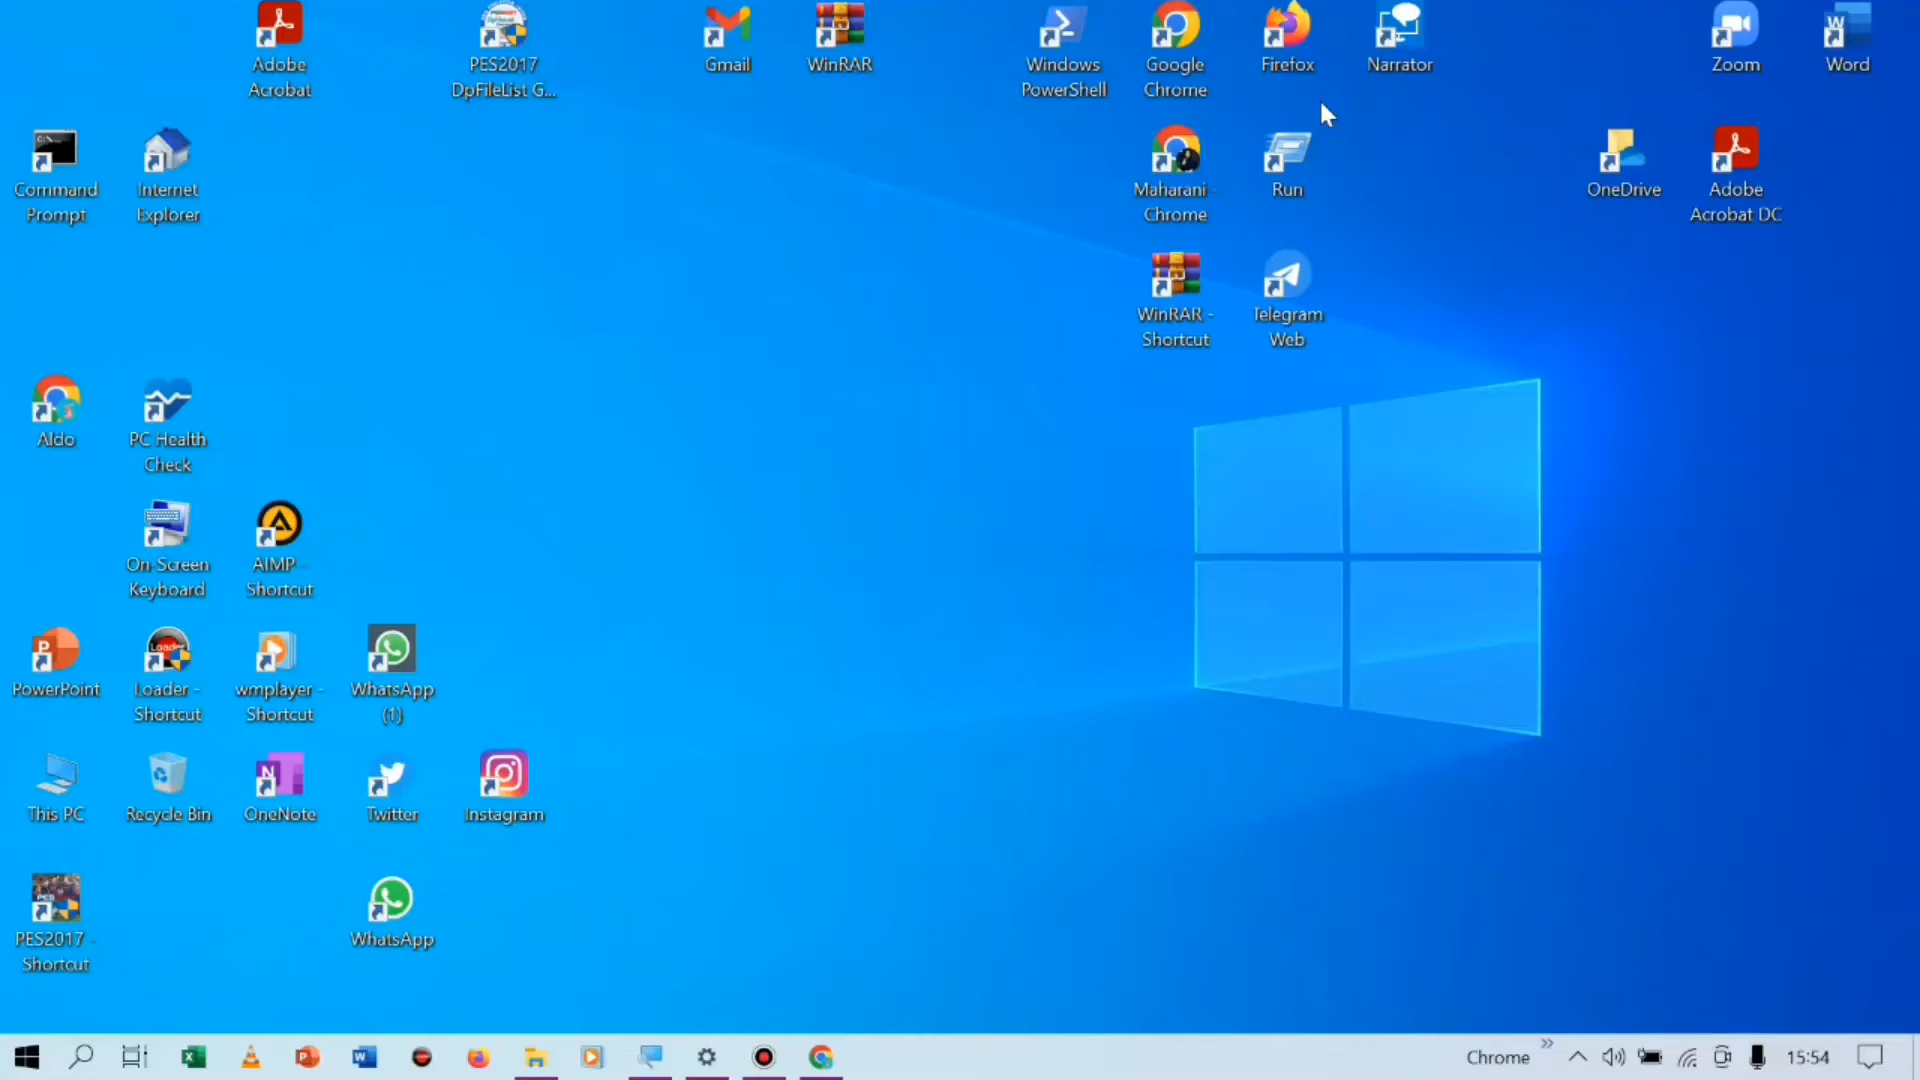 Adobe
Acrobat
PES2017
DpFileList G...
Gmail
WinRAR
Windows
PowerShell
Google
Chrome
Firefox
Narrator
Zoom
Word
Command
Prompt
Internet
Explorer
Maharani -
Chrome
Run
OneDrive
Adobe
Acrobat DC
WinRAR -
Shortcut
Telegram
Web
Aldo
PC Health
Check
On-Screen
Keyboard
AIMP -
Shortcut
PowerPoint
Loader -
Shortcut
wmplayer -
Shortcut
WhatsApp
(1)
This PC
Recycle Bin
OneNote
Twitter
Instagram
PES2017 -
Shortcut
WhatsApp
Chrome
15:54